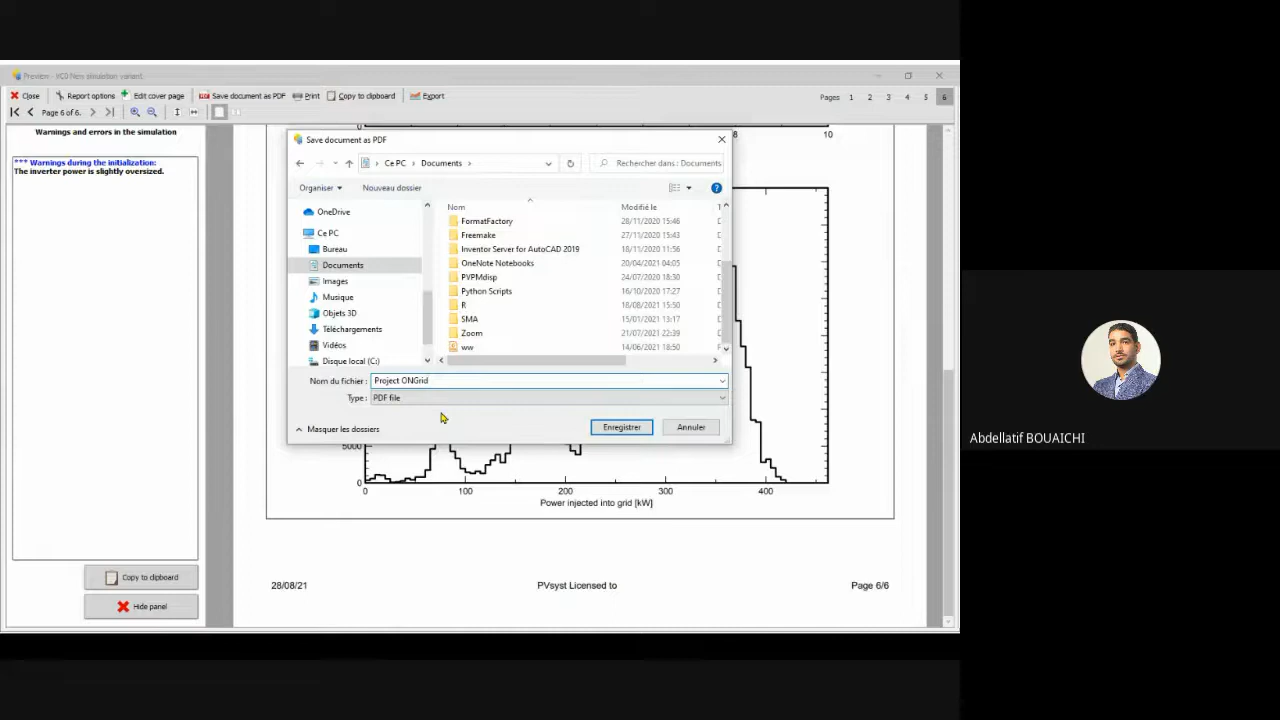 Preview - VC0 New simulation variant
Close Report options Edit cover page Save document as PDF Print Copy to clipboard Export Pages 1 2 3 4 5 6
Page 6 of 6.
Warnings and errors in the simulation
*** Warnings during the initialization:
The inverter power is slightly oversized.
0 8 10
Save document as PDF
Ce PC Documents Rechercher dans : Documents
Organiser Nouveau dossier
OneDrive
Ce PC
Bureau
Documents
Images
Musique
Objets 3D
Téléchargements
Vidéos
Disque local (C:)
Nom Modifié le T
FormatFactory 28/11/2020 15:46 D
Freemake 27/11/2020 15:43 D
Inventor Server for AutoCAD 2019 18/11/2020 11:56 D
OneNote Notebooks 20/04/2021 04:05 D
PVPMdisp 24/07/2020 18:30 D
Python Scripts 16/10/2020 17:27 D
R 18/08/2021 15:50 D
SMA 15/01/2021 13:17 D
Zoom 21/07/2021 22:39 D
ww 14/06/2021 18:50 F
Nom du fichier : Project ONGrid
Type : PDF file
Masquer les dossiers Enregistrer Annuler
5000
0
0 100 200 300 400
Power injected into grid [kW]
28/08/21 PVsyst Licensed to Page 6/6
Copy to clipboard
Hide panel
Abdellatif BOUAICHI